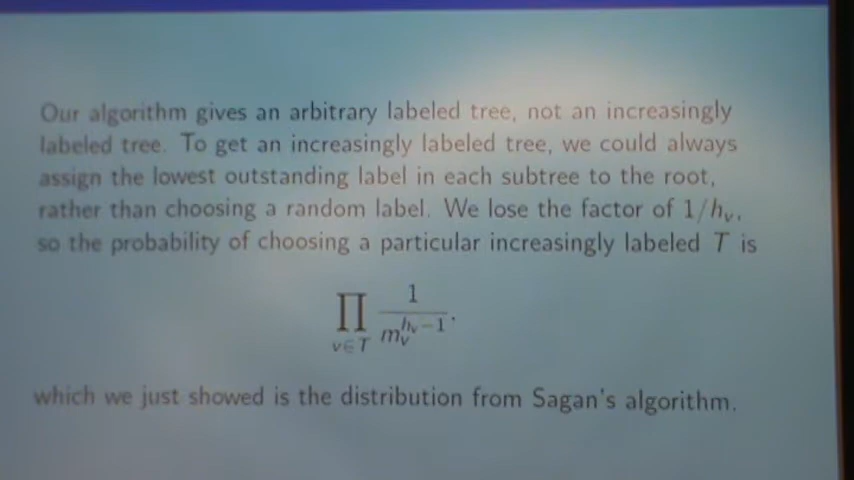 Our algorithm gives an arbitrary labeled tree, not an increasingly
labeled tree. To get an increasingly labeled tree, we could always
assign the lowest outstanding label in each subtree to the root,
rather than choosing a random label. We lose the factor of 1/hᵥ,
so the probability of choosing a particular increasingly labeled T is
∏_{v∈T} 1/m_v^{h_v−1},
which we just showed is the distribution from Sagan's algorithm.